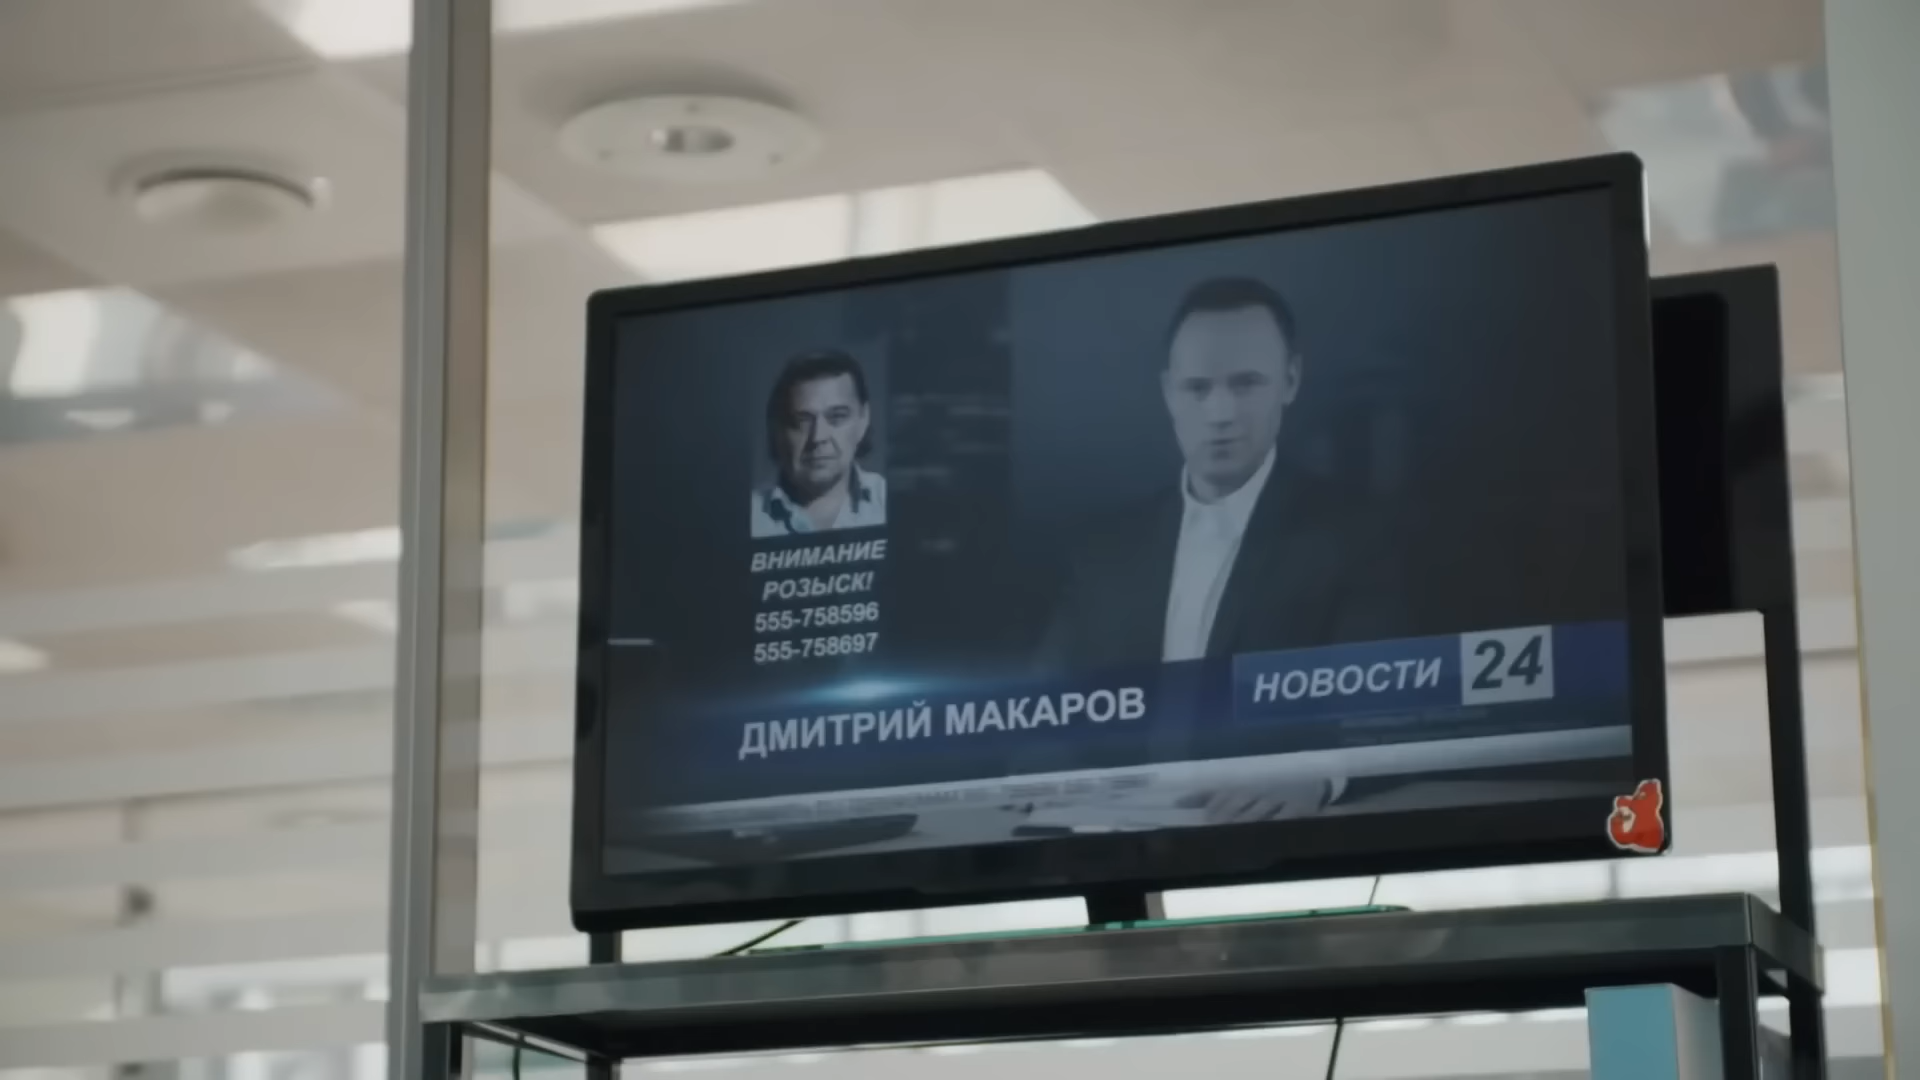 ВНИМАНИЕ
РОЗЫСК!
555-758596
555-758697
ДМИТРИЙ МАКАРОВ
НОВОСТИ 24